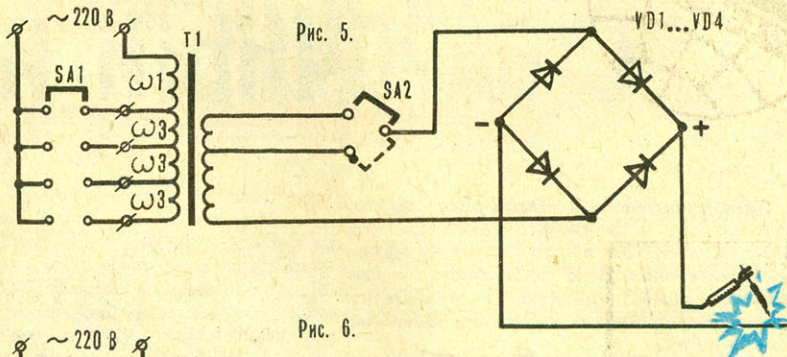 ~ 220 В
Рис. 5.
VD1...VD4
T1
SA1
ω1
SA2
ω3
ω3
ω3
-
+
~ 220 В
Рис. 6.